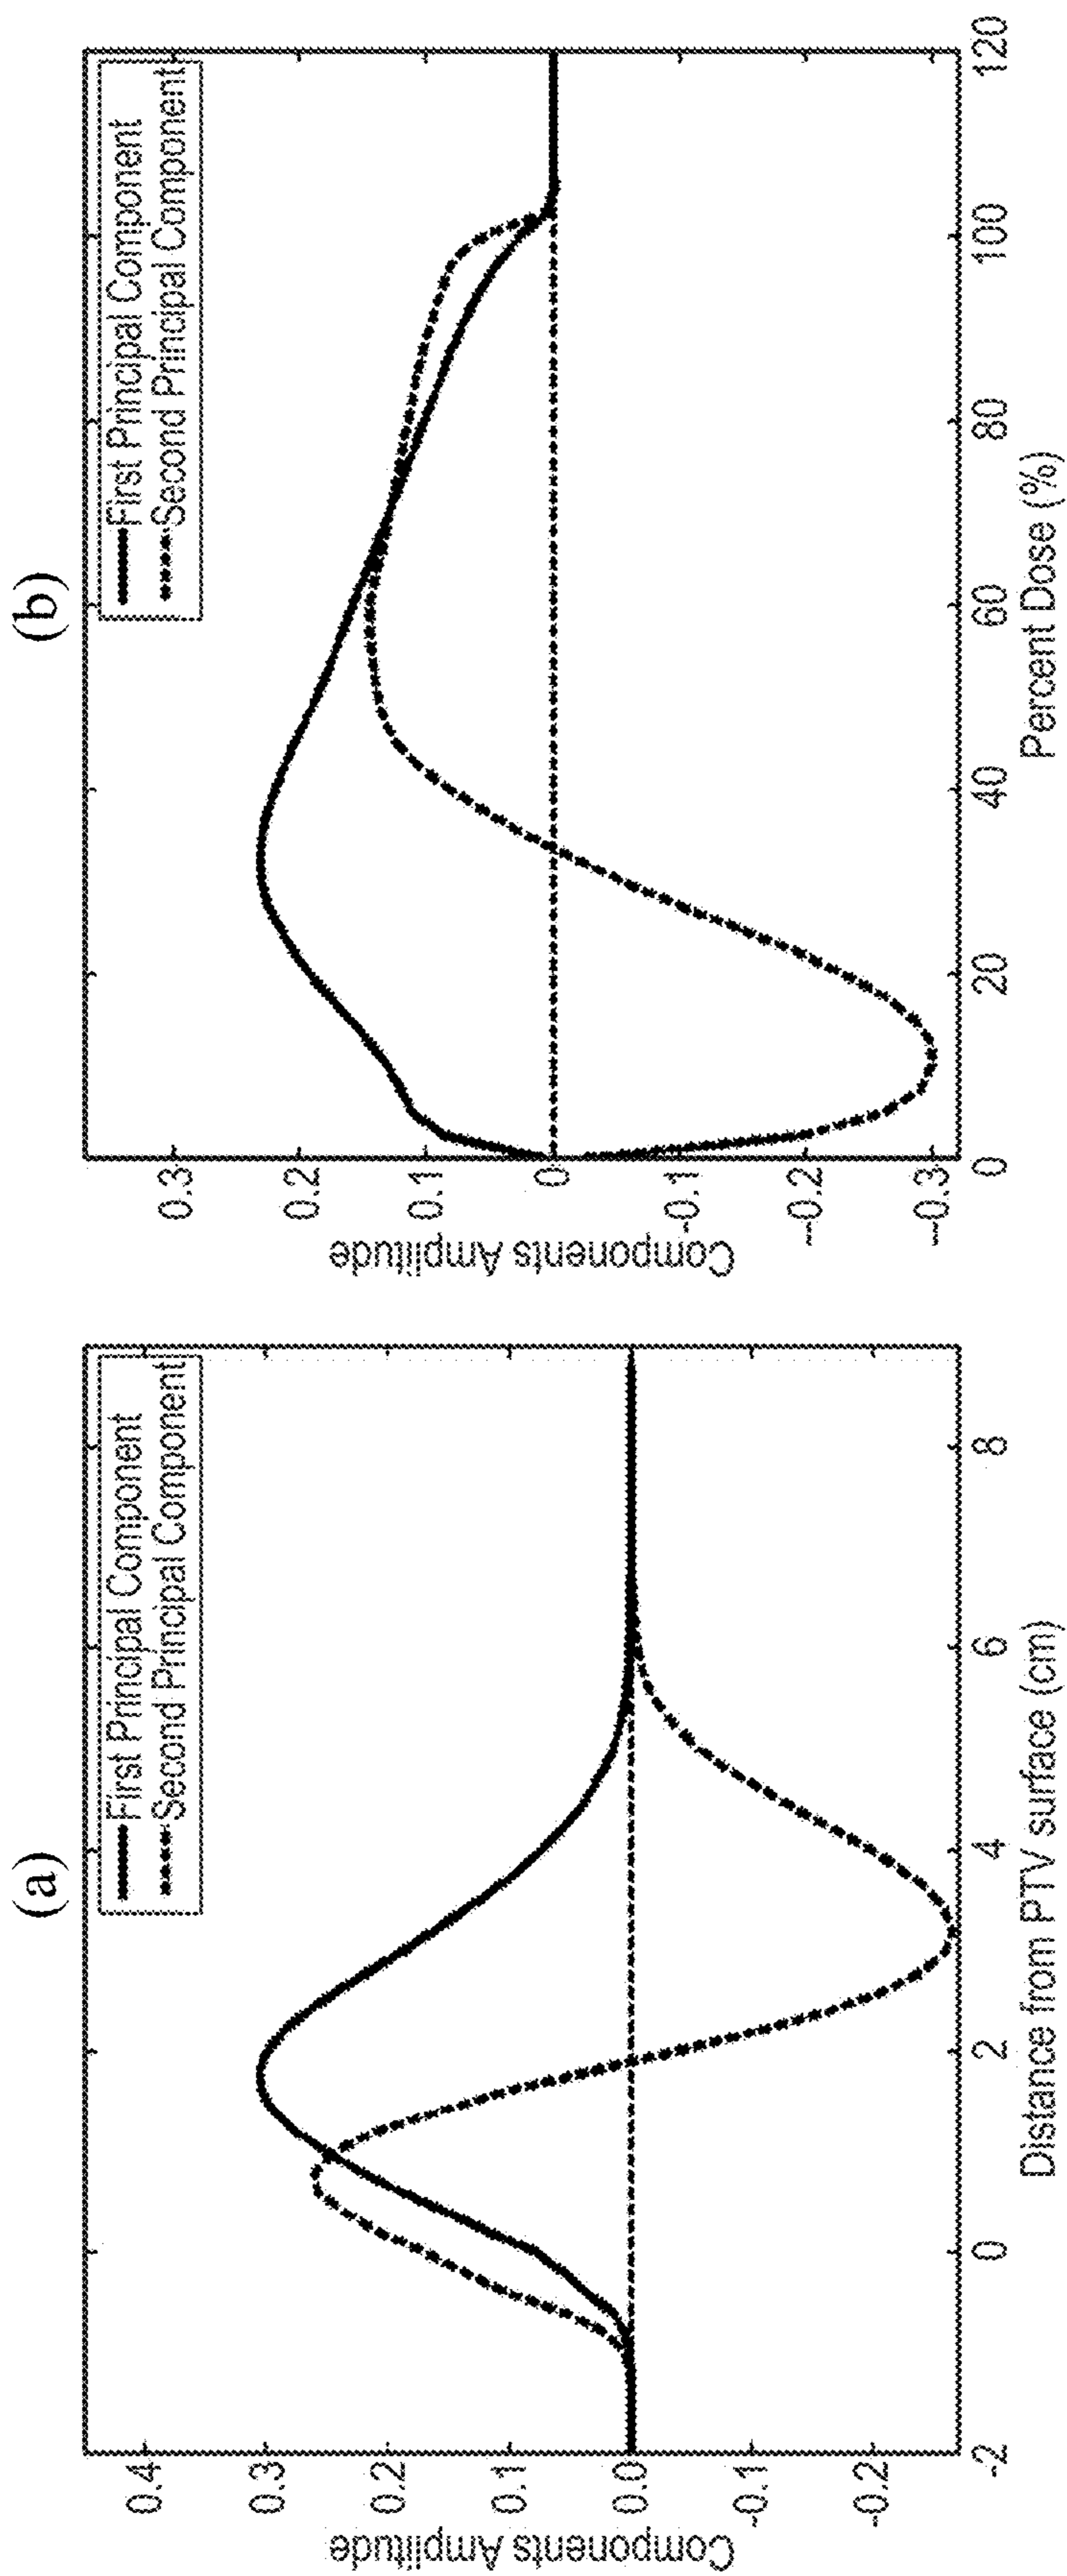 (a)
First Principal Component
Second Principal Component
Components Amplitude
0.4
0.3
0.2
0.1
0.0
-0.1
-0.2
-2 0 2 4 6 8
Distance from PTV surface (cm)
(b)
First Principal Component
Second Principal Component
Components Amplitude
0.3
0.2
0.1
0
-0.1
-0.2
-0.3
0 20 40 60 80 100 120
Percent Dose (%)